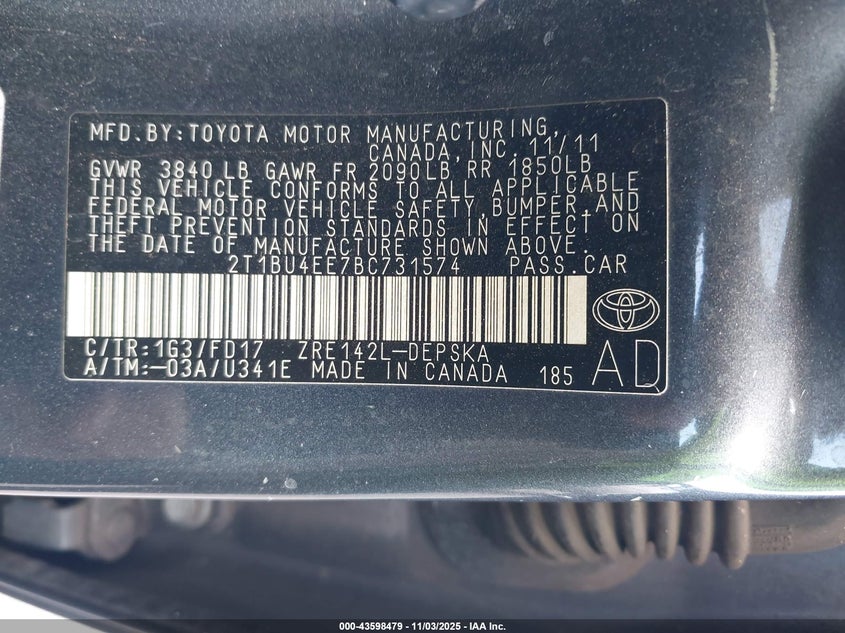 MFD.BY:TOYOTA MOTOR MANUFACTURING,
CANADA,INC. 11/11
GVWR 3840 LB GAWR FR 2090LB RR 1850LB
THIS VEHICLE CONFORMS TO ALL APPLICABLE
FEDERAL MOTOR VEHICLE SAFETY,BUMPER,AND
THEFT PREVENTION STANDARDS IN EFFECT ON
THE DATE OF MANUFACTURE SHOWN ABOVE.
2T1BU4EE7BC731574 PASS.CAR
C/TR:1G3/FD17 ZRE142L-DEPSKA
A/TM:-03A/U341E MADE IN CANADA 185
AD
000-43598479 - 11/03/2025 - IAA Inc.